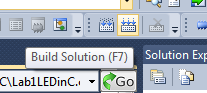 Build Solution (F7)
Solution Exp
C\Lab1LEDinC.c
Go